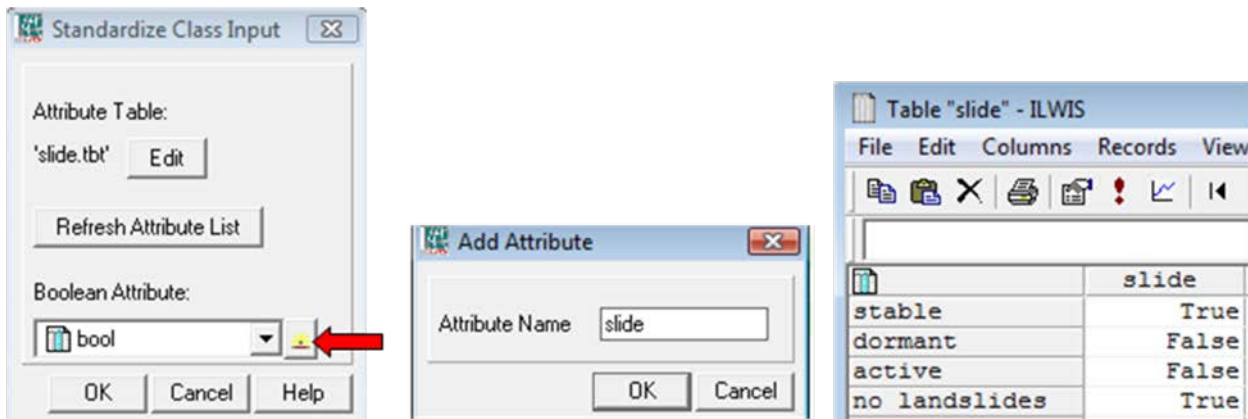 Standardize Class Input
Attribute Table:
'slide.tbt' Edit
Refresh Attribute List
Boolean Attribute:
bool
OK Cancel Help
Add Attribute
Attribute Name slide
OK Cancel
Table "slide" - ILWIS
File Edit Columns Records View
slide
stable True
dormant False
active False
no landslides True